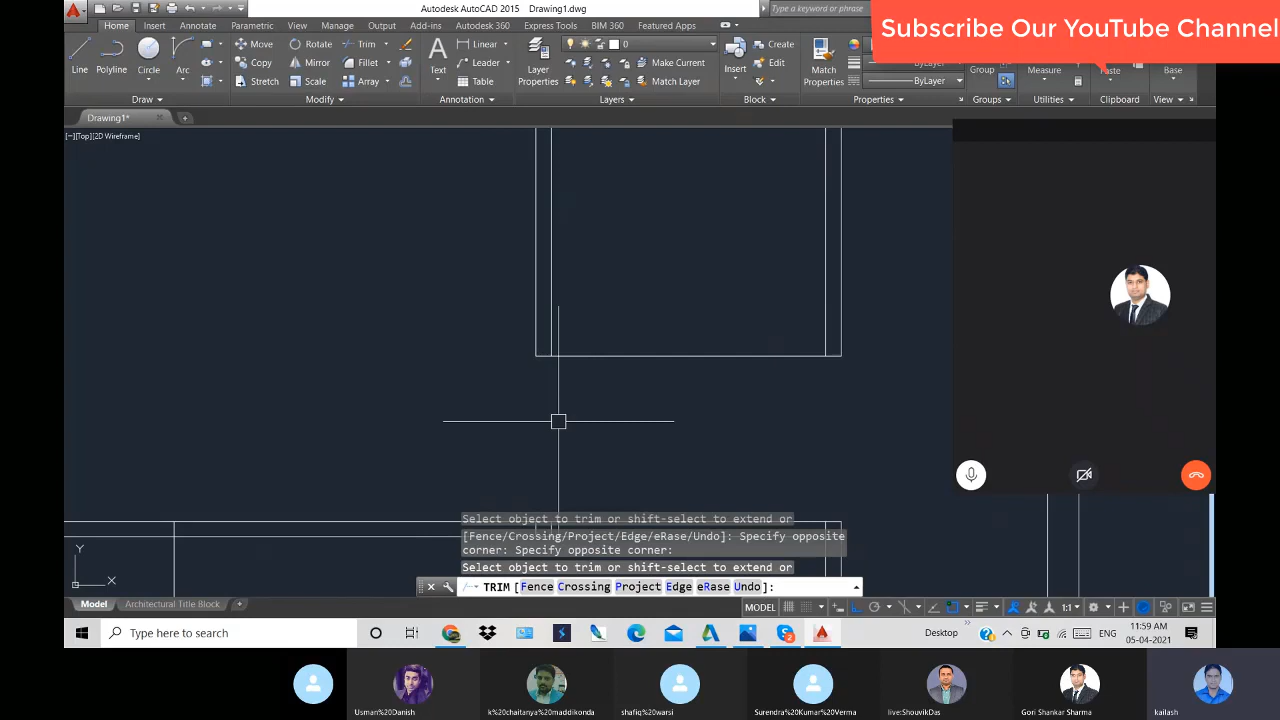 Autodesk AutoCAD 2015 Drawing1.dwg
Type a keyword or phrase
Subscribe Our YouTube Channel
Home Insert Annotate Parametric View Manage Output Add-ins Autodesk 360 Express Tools BIM 360 Featured Apps
Move Rotate Trim
Copy Mirror Fillet
Stretch Scale Array
Line Polyline Circle Arc
Text
Linear
Leader
Table
Layer
Properties
0
Make Current
Match Layer
Insert
Create
Edit
Match
Properties
ByLayer
ByLayer
Group
Measure
Paste
Base
Draw Modify Annotation Layers Block Properties Groups Utilities Clipboard View
Drawing1*
[−][Top][2D Wireframe]
Select object to trim or shift-select to extend or
[Fence/Crossing/Project/Edge/eRase/Undo]: Specify opposite
corner: Specify opposite corner:
Select object to trim or shift-select to extend or
TRIM [Fence Crossing Project Edge eRase Undo]:
Y
X
Model Architectural Title Block
MODEL
1:1
Type here to search
Desktop
ENG
11:59 AM
05-04-2021
Usman%20Danish
k%20chaitanya%20maddikonda
shafiq%20warsi
Surendra%20Kumar%20Verma
live:ShouvikDas
Gori Shankar Sharma
kailash